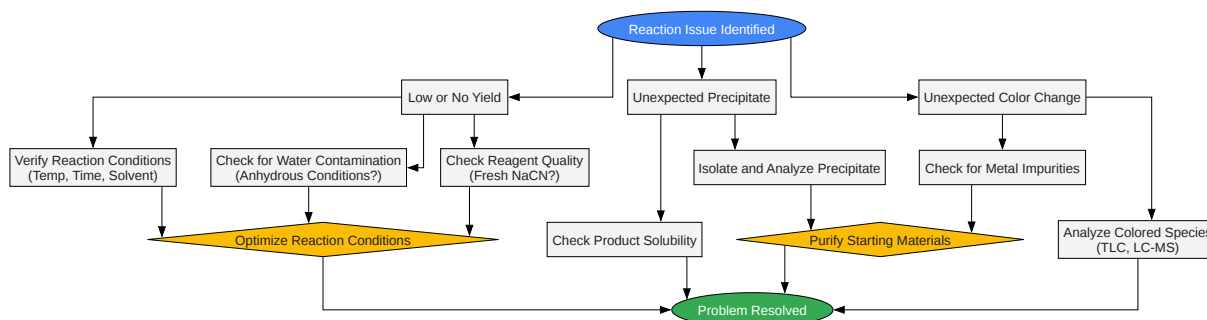 Reaction Issue Identified
Low or No Yield
Unexpected Precipitate
Unexpected Color Change
Verify Reaction Conditions
(Temp, Time, Solvent)
Check for Water Contamination
(Anhydrous Conditions?)
Check Reagent Quality
(Fresh NaCN?)
Isolate and Analyze Precipitate
Check for Metal Impurities
Optimize Reaction Conditions
Check Product Solubility
Purify Starting Materials
Analyze Colored Species
(TLC, LC-MS)
Problem Resolved